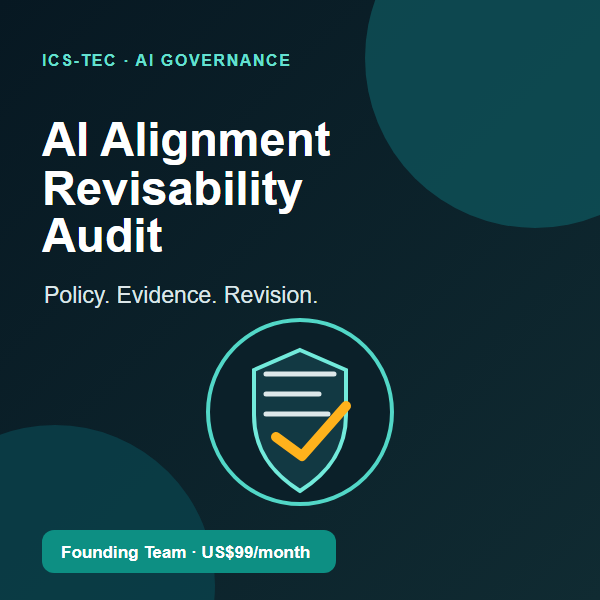 ICS-TEC · AI GOVERNANCE
AI Alignment
Revisability
Audit
Policy. Evidence. Revision.
Founding Team · US$99/month